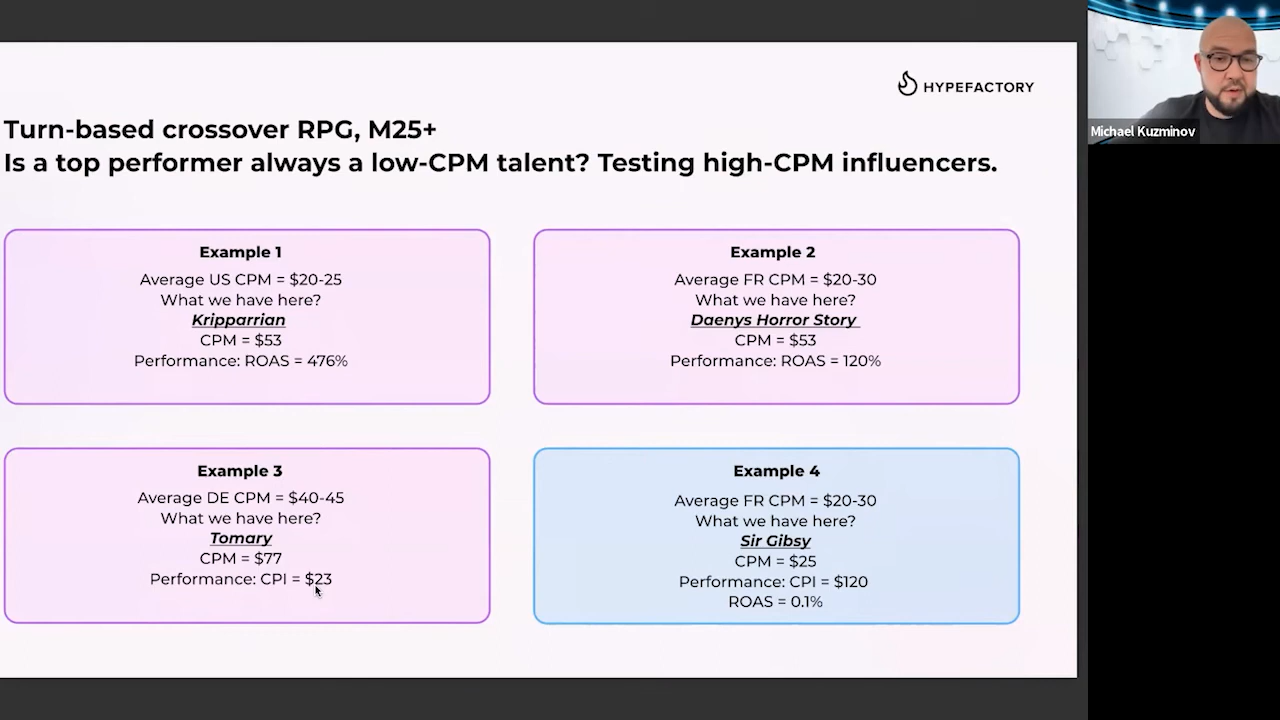 HYPEFACTORY
Michael Kuzminov
Turn-based crossover RPG, M25+
Is a top performer always a low-CPM talent? Testing high-CPM influencers.
Example 1
Average US CPM = $20-25
What we have here?
Kripparrian
CPM = $53
Performance: ROAS = 476%
Example 2
Average FR CPM = $20-30
What we have here?
Daenys Horror Story
CPM = $53
Performance: ROAS = 120%
Example 3
Average DE CPM = $40-45
What we have here?
Tomary
CPM = $77
Performance: CPI = $23
Example 4
Average FR CPM = $20-30
What we have here?
Sir Gibsy
CPM = $25
Performance: CPI = $120
ROAS = 0.1%